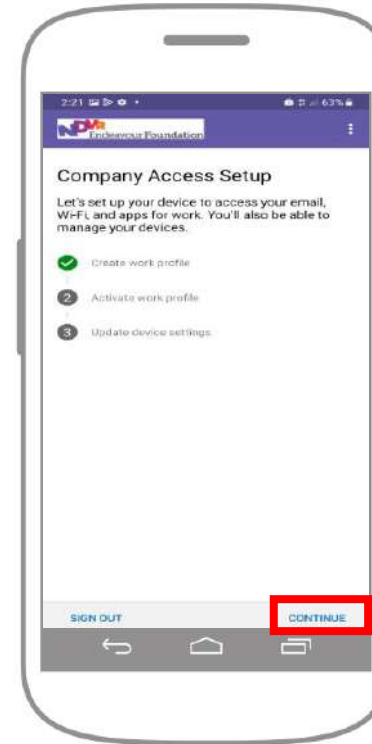 2:21 63%
Endeavour Foundation
Company Access Setup
Let's set up your device to access your email,
Wi-Fi, and apps for work. You'll also be able to
manage your devices.
Create work profile
2 Activate work profile
3 Update device settings
SIGN OUT CONTINUE